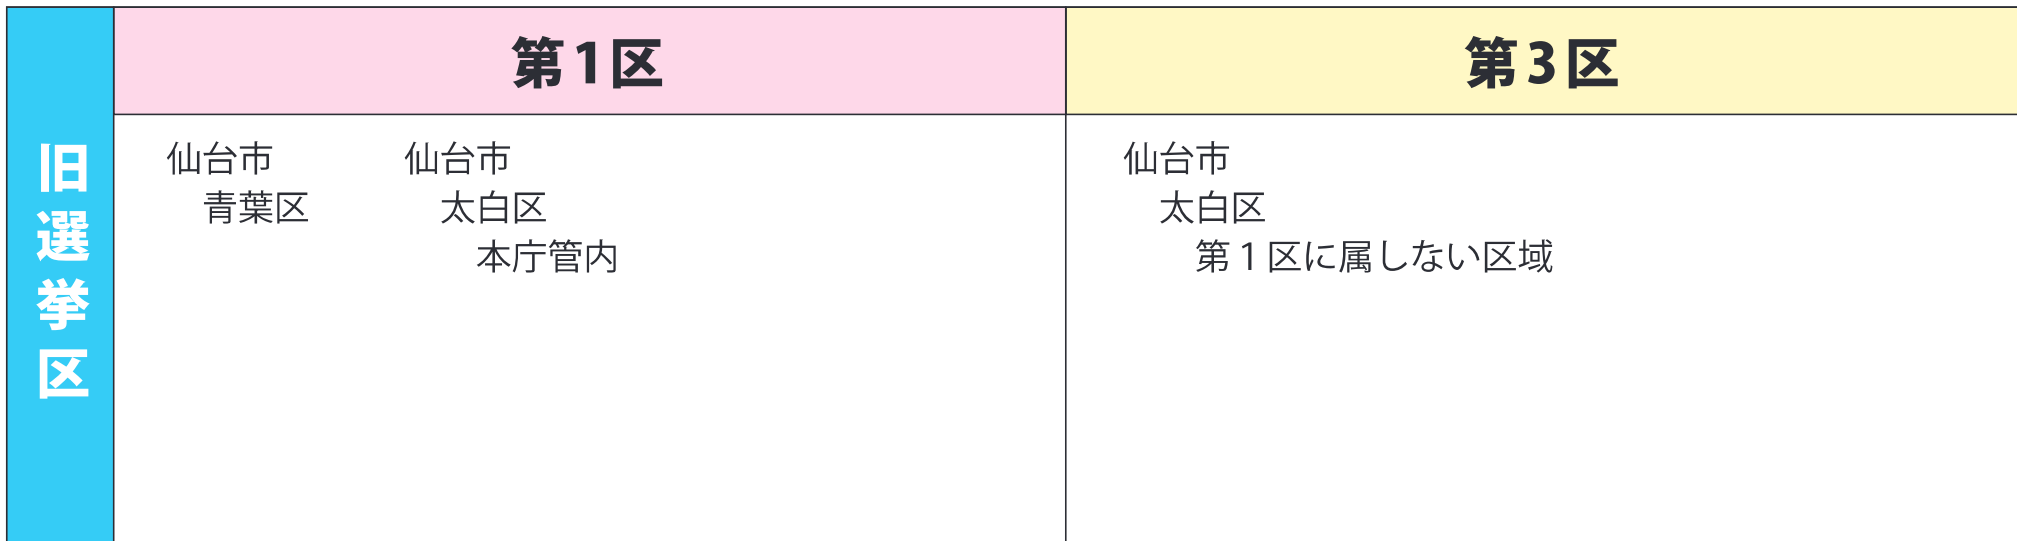 旧選挙区
第1区
仙台市
青葉区
仙台市
太白区
本庁管内
第3区
仙台市
太白区
第1区に属しない区域